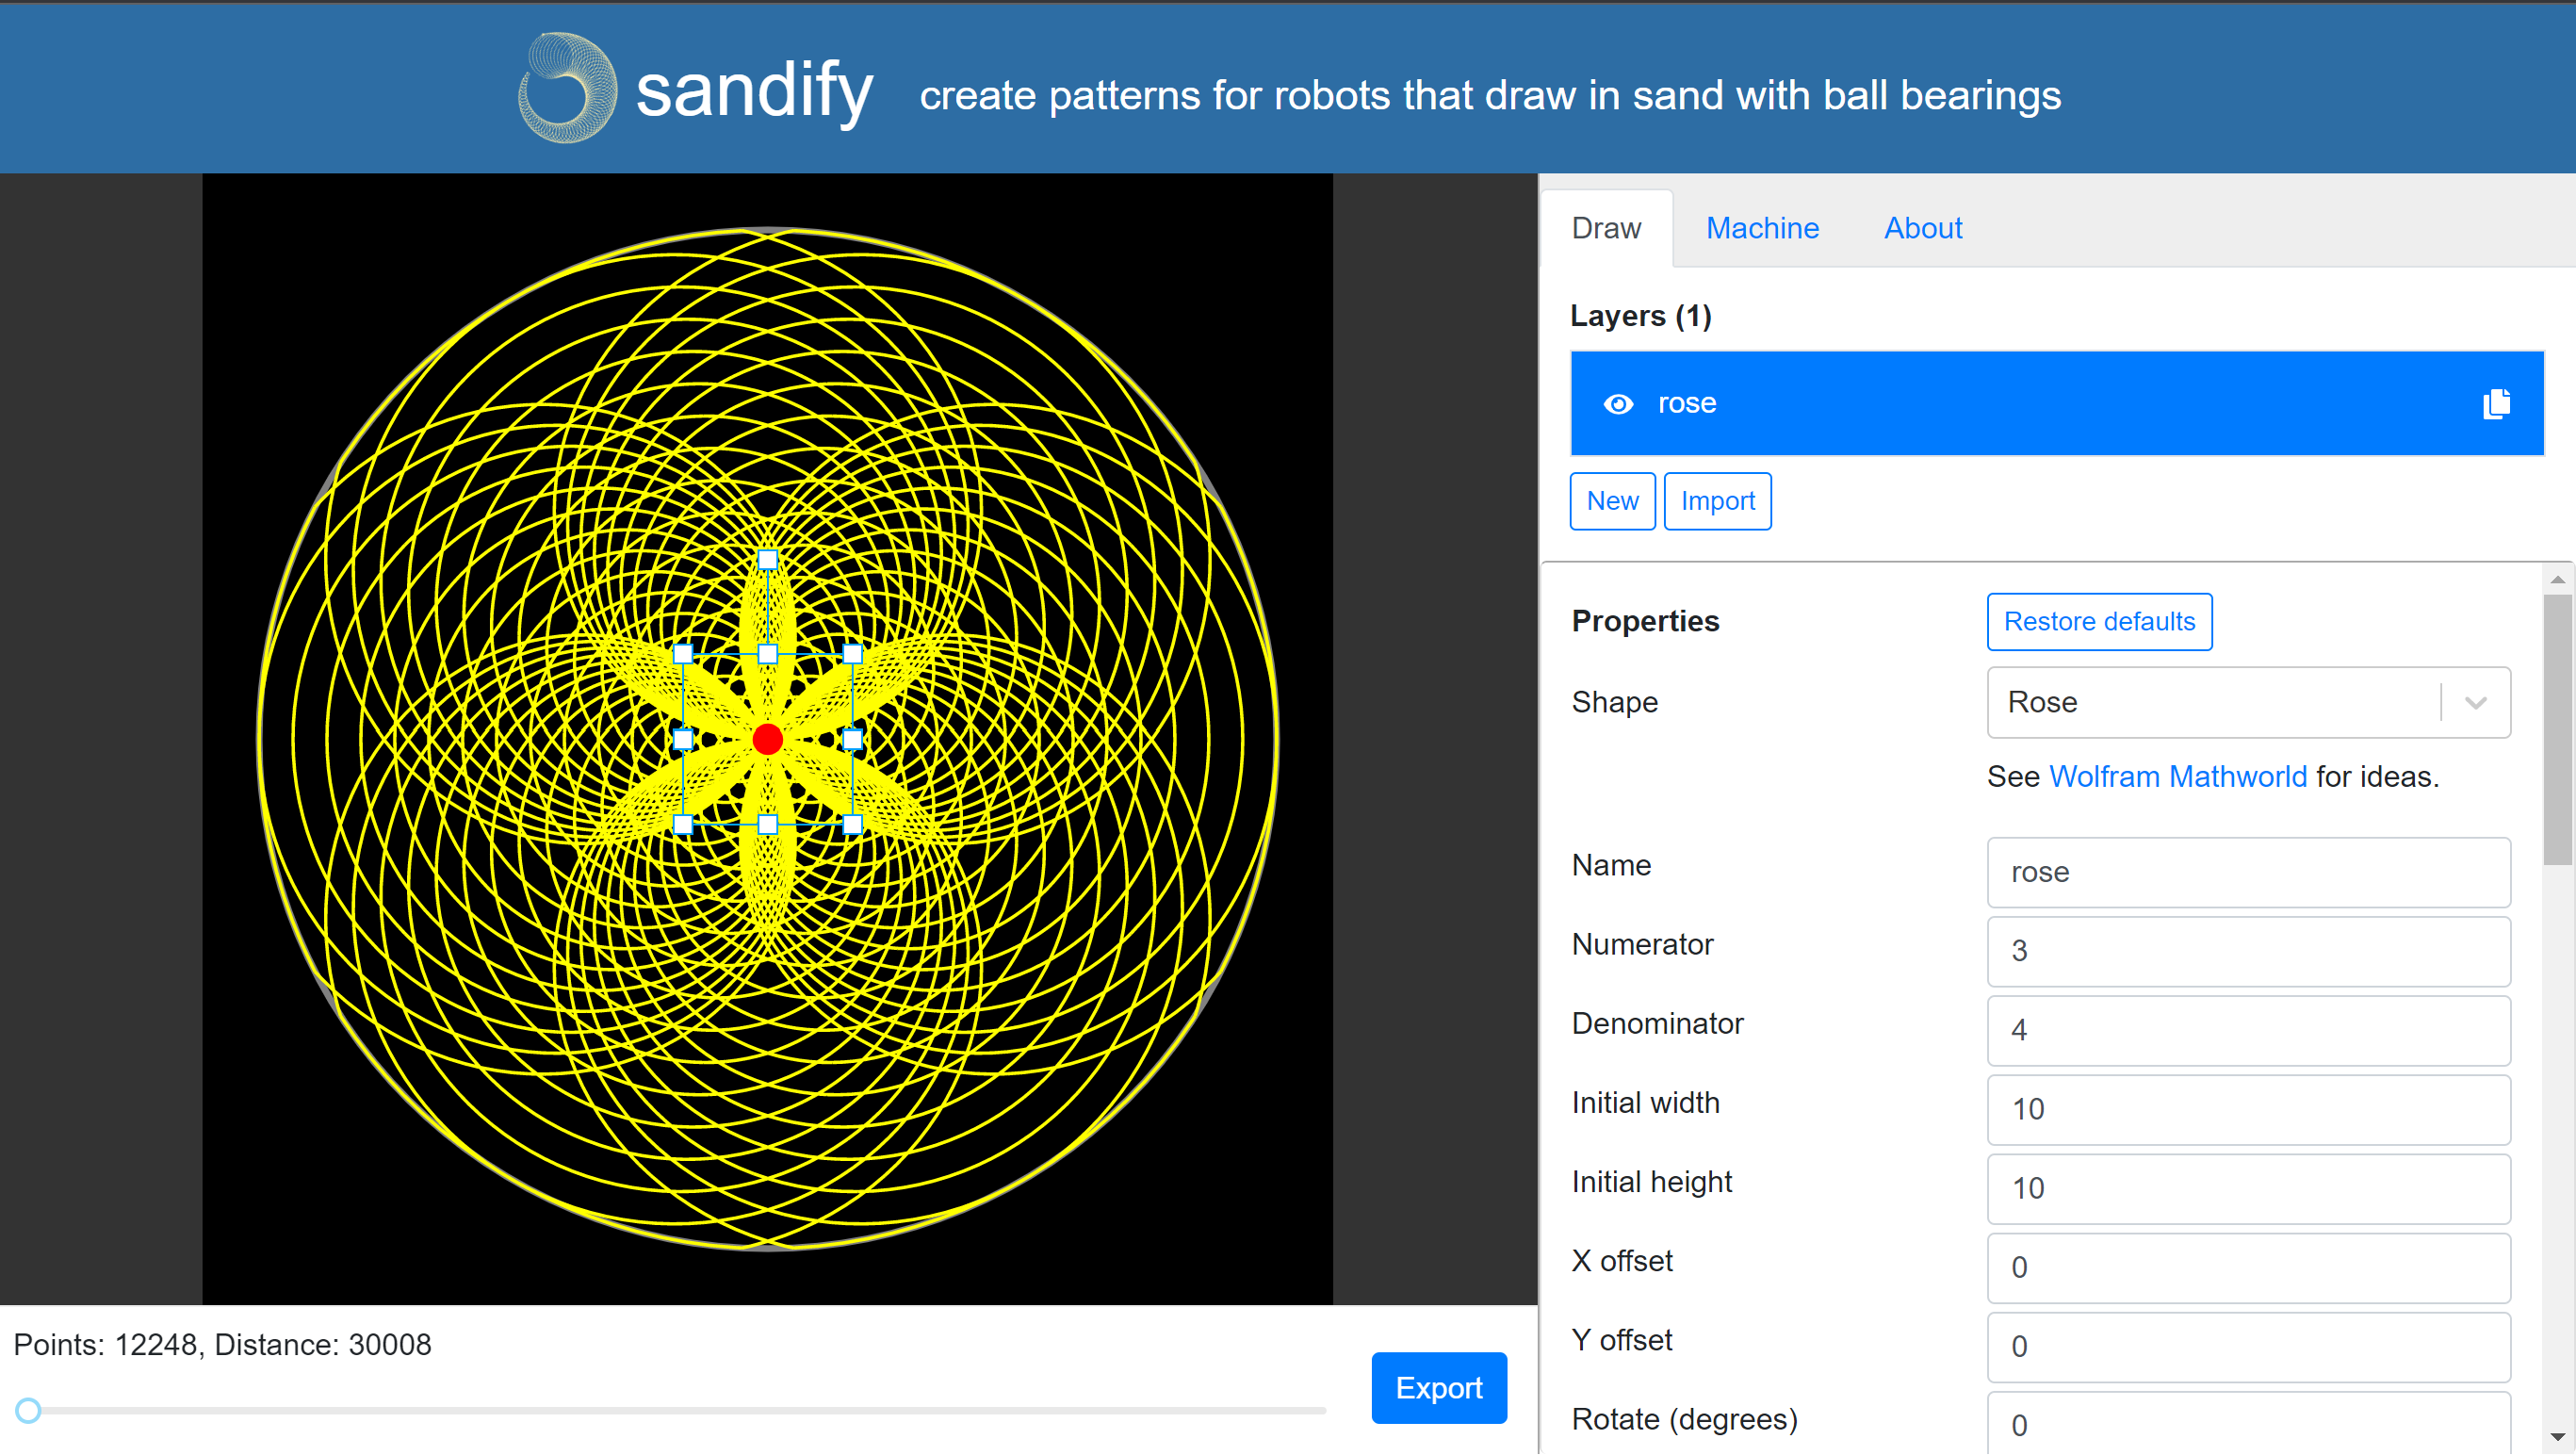 sandify create patterns for robots that draw in sand with ball bearings
Draw Machine About
Layers (1)
rose
New Import
Properties Restore defaults
Shape Rose
See Wolfram Mathworld for ideas.
Name rose
Numerator 3
Denominator 4
Initial width 10
Initial height 10
X offset 0
Y offset 0
Rotate (degrees) 0
Points: 12248, Distance: 30008
Export